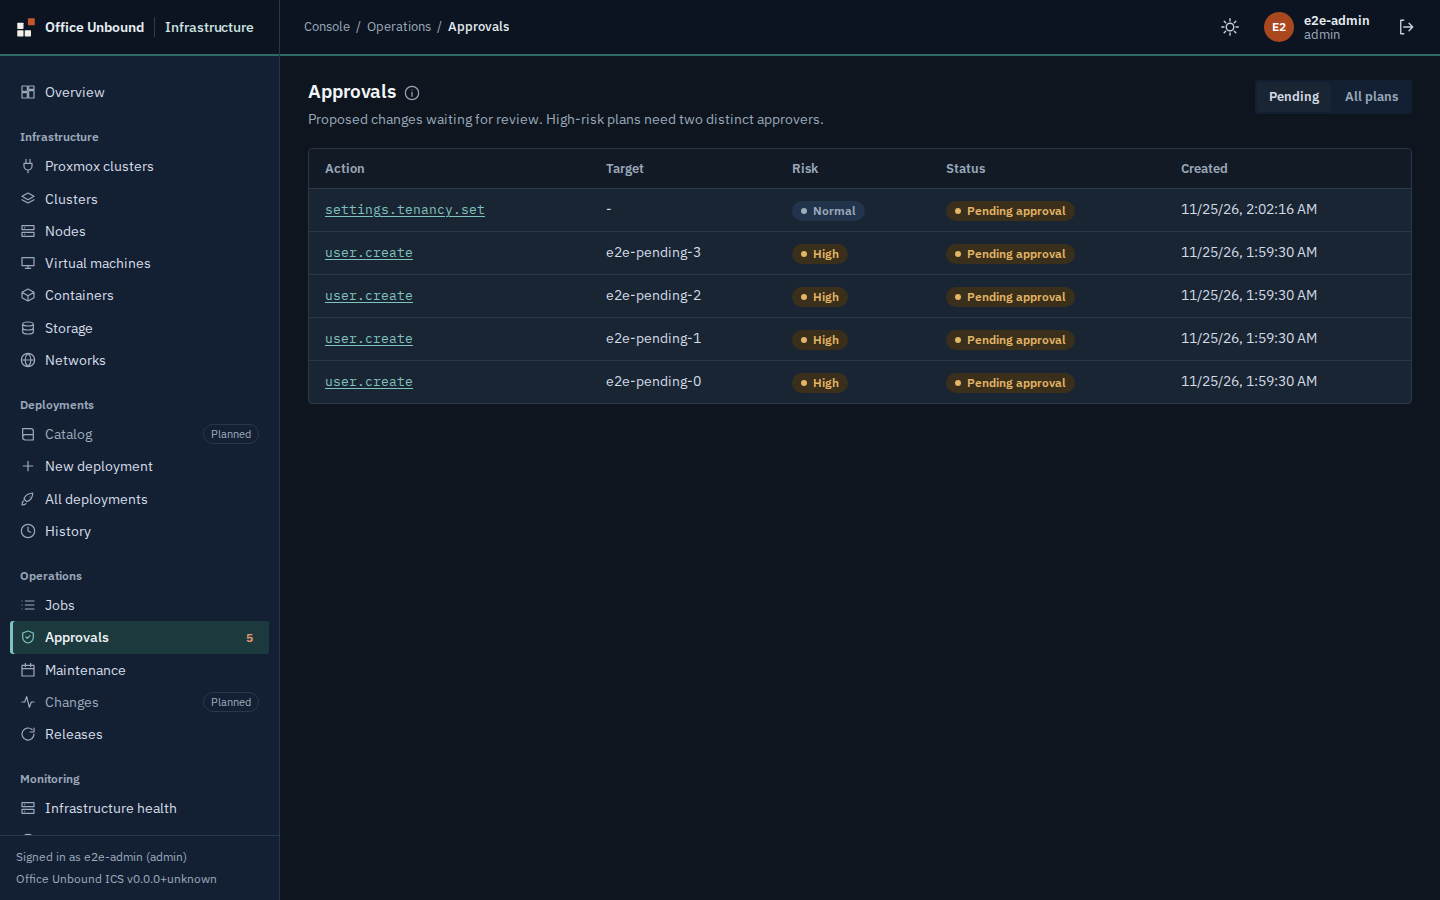 Office Unbound | Infrastructure
Console / Operations / Approvals
E2
e2e-admin
admin
Overview
Infrastructure
Proxmox clusters
Clusters
Nodes
Virtual machines
Containers
Storage
Networks
Deployments
Catalog Planned
New deployment
All deployments
History
Operations
Jobs
Approvals 5
Maintenance
Changes Planned
Releases
Monitoring
Infrastructure health
Signed in as e2e-admin (admin)
Office Unbound ICS v0.0.0+unknown
Approvals
Proposed changes waiting for review. High-risk plans need two distinct approvers.
Pending All plans
Action Target Risk Status Created
settings.tenancy.set - Normal Pending approval 11/25/26, 2:02:16 AM
user.create e2e-pending-3 High Pending approval 11/25/26, 1:59:30 AM
user.create e2e-pending-2 High Pending approval 11/25/26, 1:59:30 AM
user.create e2e-pending-1 High Pending approval 11/25/26, 1:59:30 AM
user.create e2e-pending-0 High Pending approval 11/25/26, 1:59:30 AM